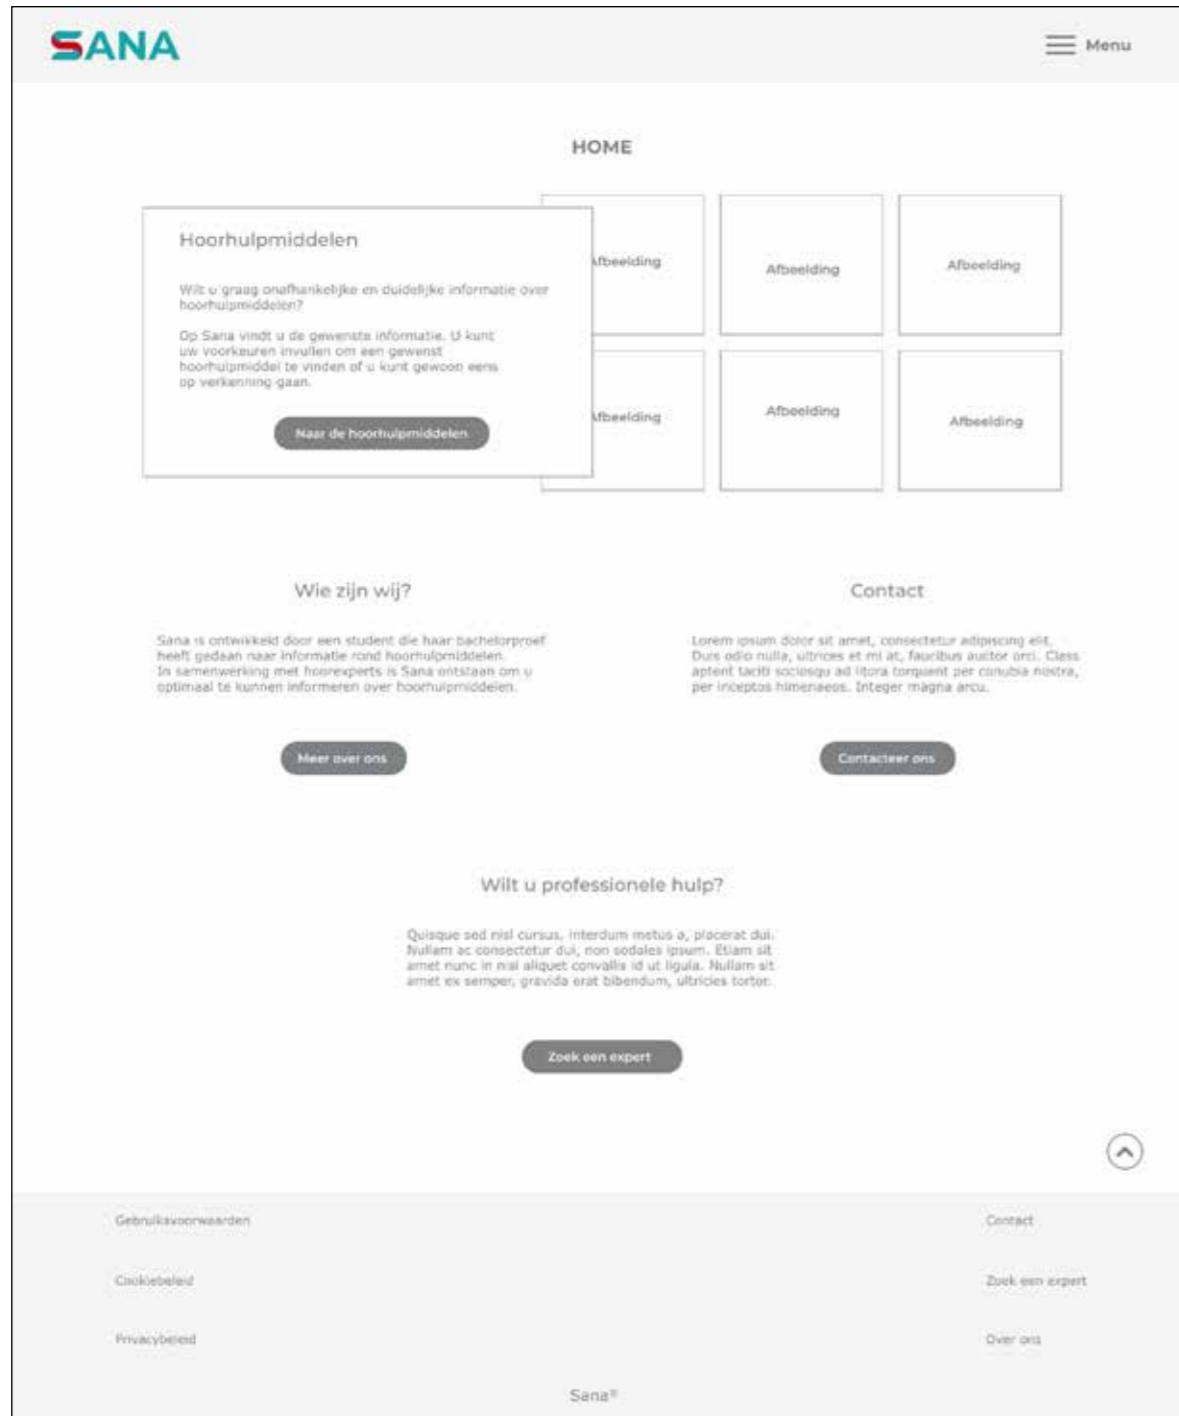 SANA
Menu
HOME
Hoorhulpmiddelen
Wilt u graag onafhankelijke en duidelijke informatie over
hoorhulpmiddelen?
Op Sana vindt u de gewenste informatie. U kunt
uw voorkeuren invullen om een gewenst
hoorhulpmiddel te vinden of u kunt gewoon eens
op verkenning gaan.
Naar de hoorhulpmiddelen
Afbeelding
Afbeelding
Afbeelding
Afbeelding
Afbeelding
Afbeelding
Wie zijn wij?
Sana is ontwikkeld door een student die haar bachelorproef
heeft gedaan naar informatie rond hoorhulpmiddelen.
In samenwerking met hoorexperts is Sana ontstaan om u
optimaal te kunnen informeren over hoorhulpmiddelen.
Meer over ons
Contact
Lorem ipsum dolor sit amet, consectetur adipiscing elit.
Duis odio nulla, ultrices et mi at, faucibus auctor orci. Class
aptent taciti sociosqu ad litora torquent per conubia nostra,
per inceptos himenaeos. Integer magna arcu.
Contacteer ons
Wilt u professionele hulp?
Quisque sed nisl cursus, interdum metus a, placerat dui.
Nullam ac consectetur dui, non sodales ipsum. Etiam sit
amet nunc in nisl aliquet convallis id ut ligula. Nullam sit
amet ex semper, gravida erat bibendum, ultricies tortor.
Zoek een expert
Gebruiksvoorwaarden
Contact
Cookiebeleid
Zoek een expert
Privacybeleid
Over ons
Sana®